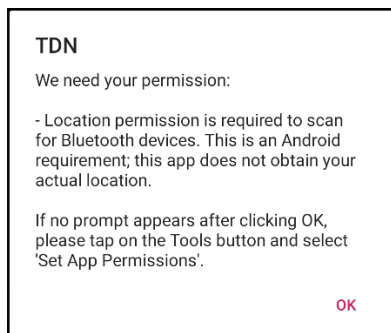 TDN
We need your permission:
- Location permission is required to scan
for Bluetooth devices. This is an Android
requirement; this app does not obtain your
actual location.
If no prompt appears after clicking OK,
please tap on the Tools button and select
'Set App Permissions'.
OK